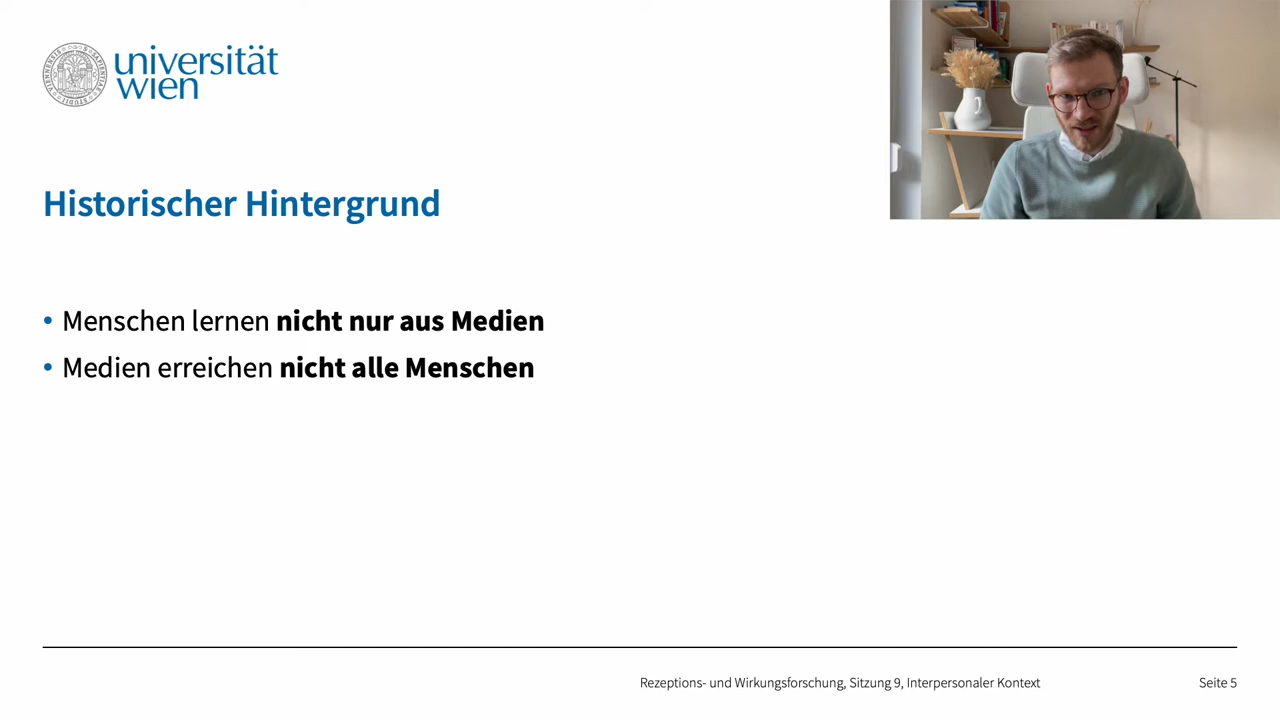 universität
wien
Historischer Hintergrund
• Menschen lernen nicht nur aus Medien
• Medien erreichen nicht alle Menschen
Rezeptions- und Wirkungsforschung, Sitzung 9, Interpersonaler Kontext
Seite 5